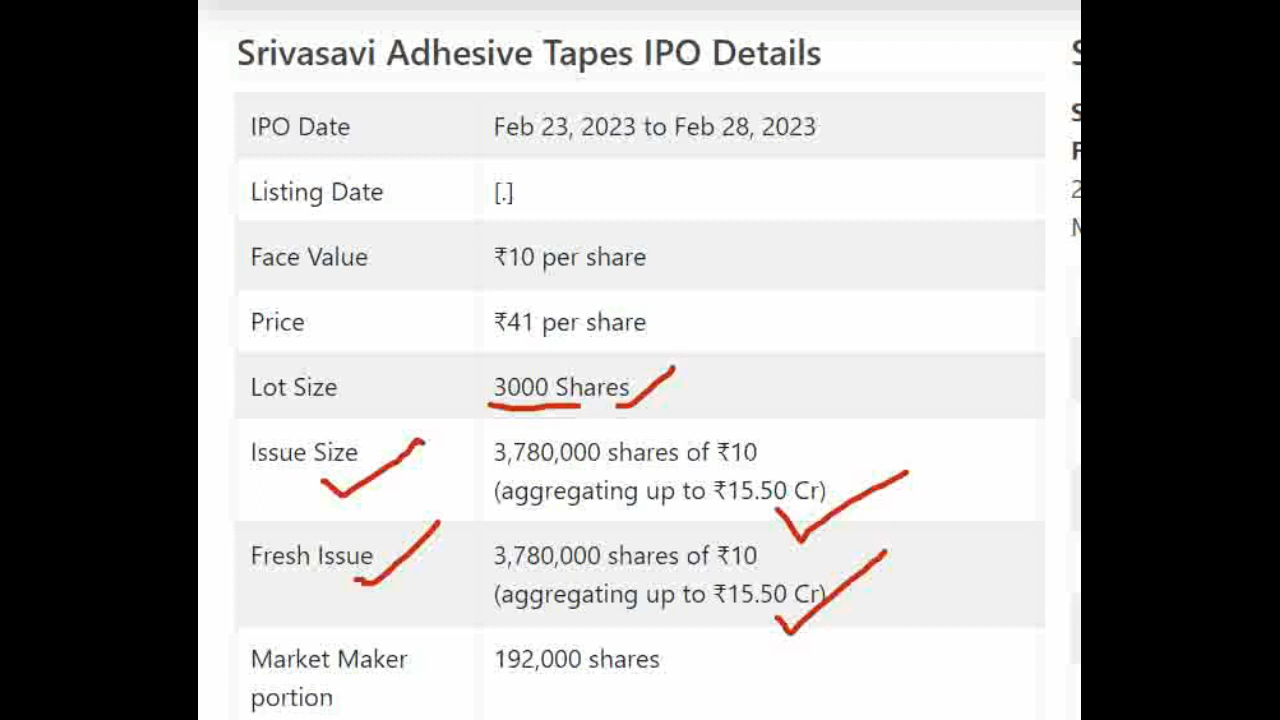 Srivasavi Adhesive Tapes IPO Details
IPO Date Feb 23, 2023 to Feb 28, 2023
Listing Date [.]
Face Value ₹10 per share
Price ₹41 per share
Lot Size 3000 Shares
Issue Size 3,780,000 shares of ₹10
(aggregating up to ₹15.50 Cr)
Fresh Issue 3,780,000 shares of ₹10
(aggregating up to ₹15.50 Cr)
Market Maker 192,000 shares
portion